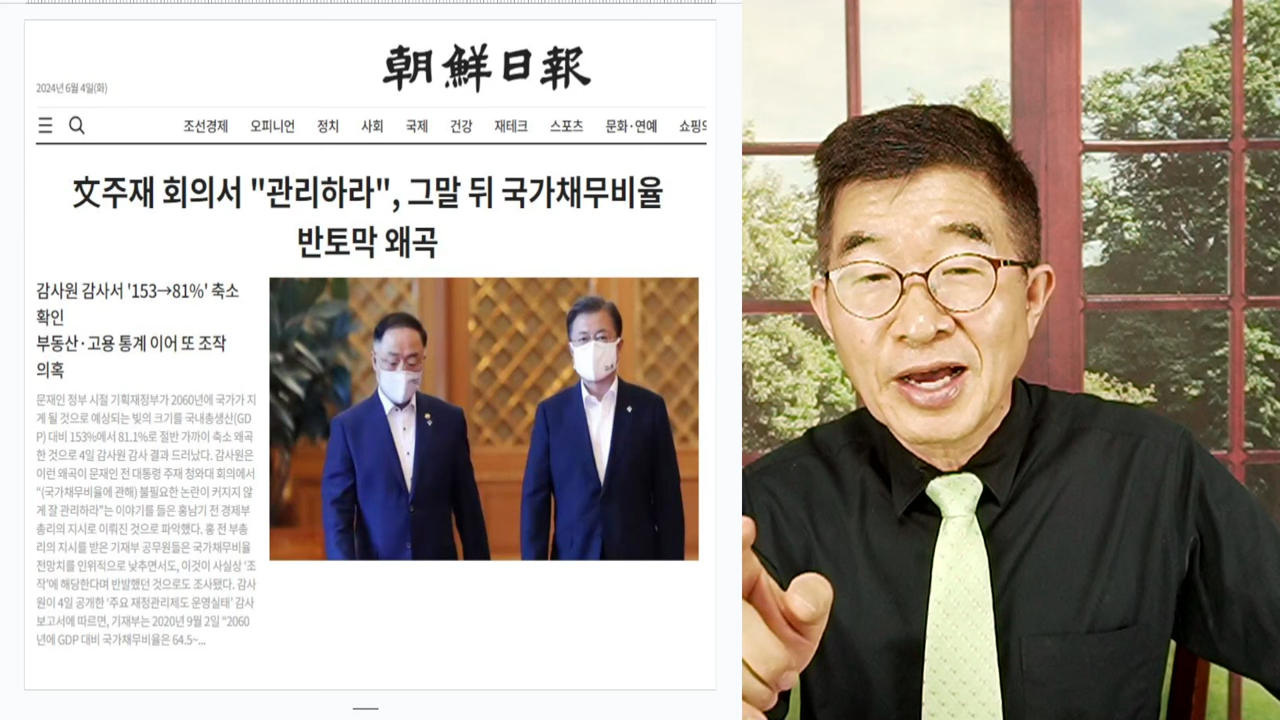 朝鮮日報
2024년 6월 4일(화)
조선경제 오피니언 정치 사회 국제 건강 재테크 스포츠 문화·연예 쇼핑
文주재 회의서 "관리하라", 그말 뒤 국가채무비율
반토막 왜곡
감사원 감사서 '153→81%' 축소
확인
부동산·고용 통계 이어 또 조작
의혹
문재인 정부 시절 기획재정부가 2060년에 국가가 지
게 될 것으로 예상되는 빚의 크기를 국내총생산(GD
P) 대비 153%에서 81.1%로 절반 가까이 축소 왜곡
한 것으로 4일 감사원 감사 결과 드러났다. 감사원은
이런 왜곡이 문재인 전 대통령 주재 청와대 회의에서
“(국가채무비율에 관해) 불필요한 논란이 커지지 않
게 잘 관리하라”는 이야기를 들은 홍남기 전 경제부
총리의 지시로 이뤄진 것으로 파악했다. 홍 전 부총
리의 지시를 받은 기재부 공무원들은 국가채무비율
전망치를 인위적으로 낮추면서도, 이것이 사실상 ‘조
작’에 해당한다며 반발했던 것으로도 조사됐다. 감사
원이 4일 공개한 ‘주요 재정관리제도 운영실태’ 감사
보고서에 따르면, 기재부는 2020년 9월 2일 “2060
년에 GDP 대비 국가채무비율은 64.5~...